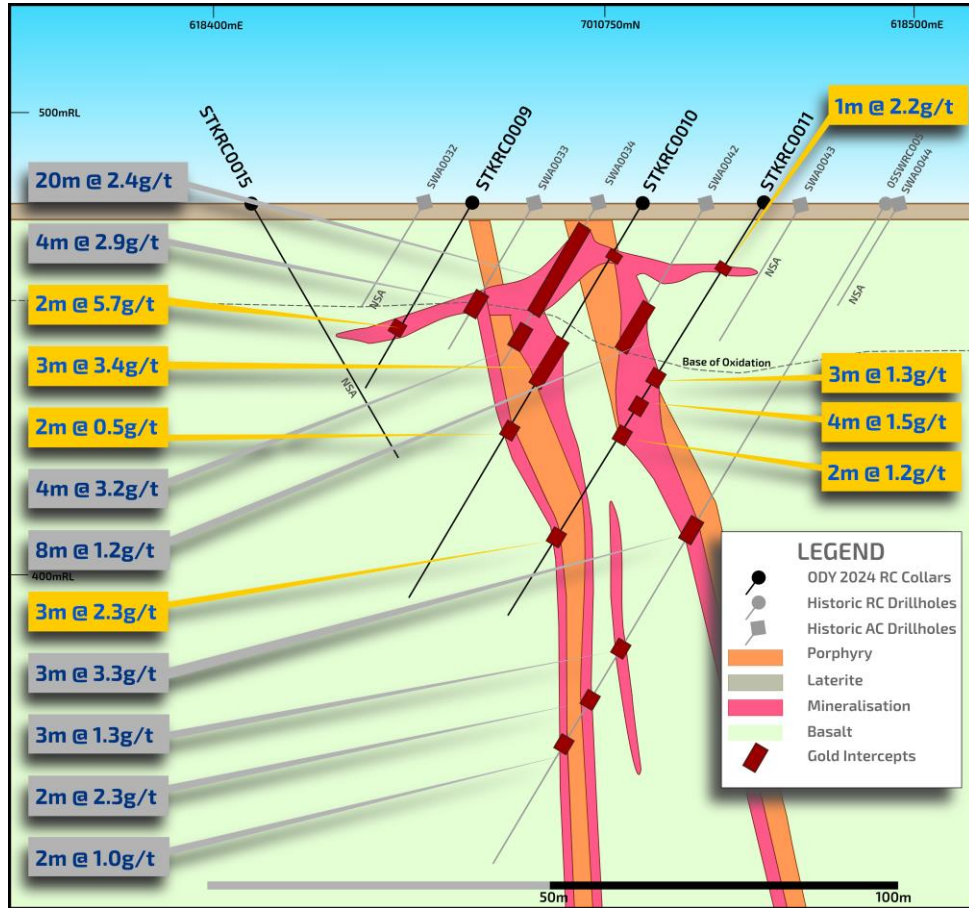 618400mE
7010750mN
618500mE
500mRL
STKRC0015
SWA0032
STKRC0009
SWA0033
SWA0034
STKRC0010
SWA0042
STKRC0011
SWA0043
05SWRC005
SWA0044
1m @ 2.2g/t
20m @ 2.4g/t
4m @ 2.9g/t
2m @ 5.7g/t
3m @ 3.4g/t
2m @ 0.5g/t
4m @ 3.2g/t
8m @ 1.2g/t
400mRL
3m @ 2.3g/t
3m @ 3.3g/t
3m @ 1.3g/t
2m @ 2.3g/t
2m @ 1.0g/t
NSA
NSA
NSA
NSA
Base of Oxidation
3m @ 1.3g/t
4m @ 1.5g/t
2m @ 1.2g/t
LEGEND
ODY 2024 RC Collars
Historic RC Drillholes
Historic AC Drillholes
Porphyry
Laterite
Mineralisation
Basalt
Gold Intercepts
50m
100m